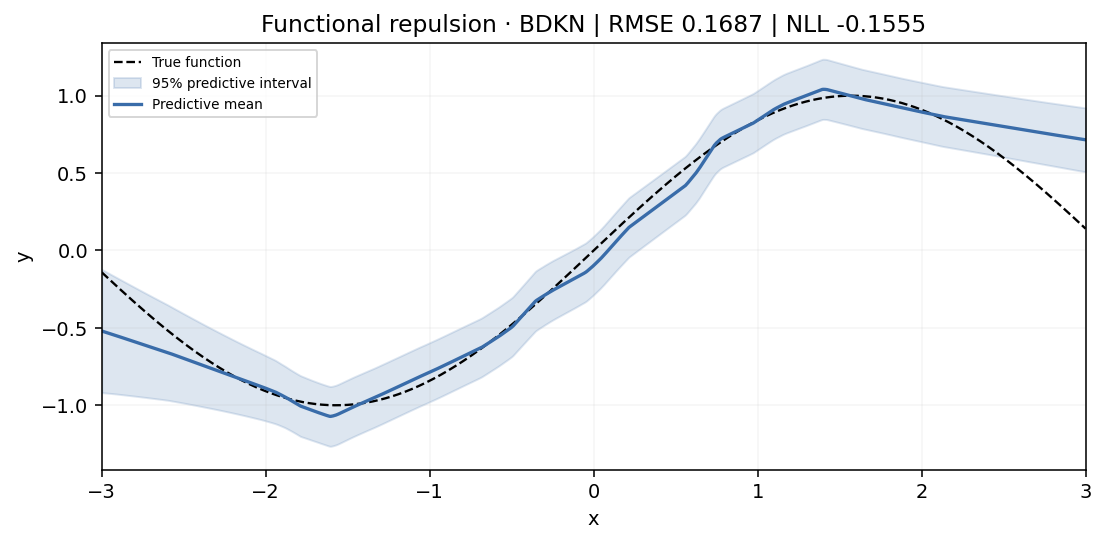 Functional repulsion · BDKN | RMSE 0.1687 | NLL -0.1555
True function
95% predictive interval
Predictive mean
y
1.0
0.5
0.0
−0.5
−1.0
−3
−2
−1
0
1
2
3
x